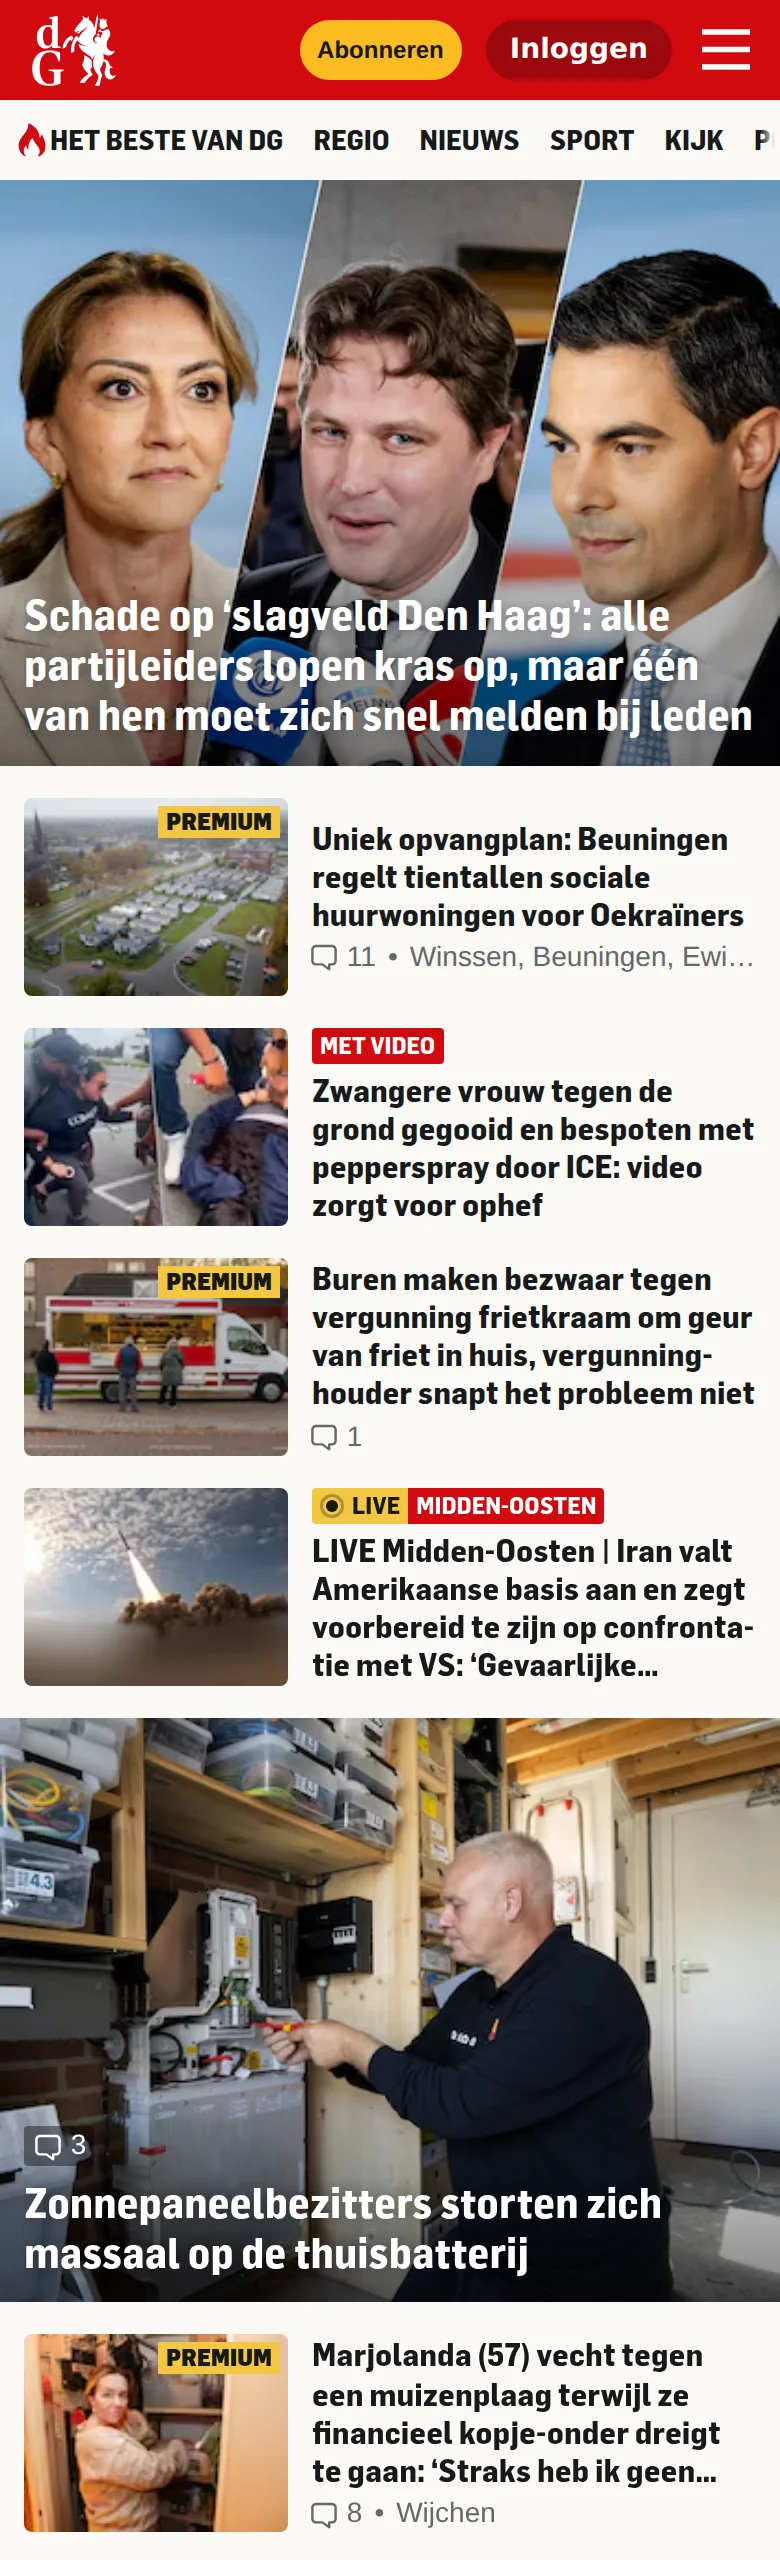 d
G
Abonneren
Inloggen
HET BESTE VAN DG REGIO NIEUWS SPORT KIJK
Schade op ‘slagveld Den Haag’: alle
partijleiders lopen kras op, maar één
van hen moet zich snel melden bij leden
PREMIUM
Uniek opvangplan: Beuningen
regelt tientallen sociale
huurwoningen voor Oekraïners
11 • Winssen, Beuningen, Ewi…
MET VIDEO
Zwangere vrouw tegen de
grond gegooid en bespoten met
pepperspray door ICE: video
zorgt voor ophef
PREMIUM
Buren maken bezwaar tegen
vergunning frietkraam om geur
van friet in huis, vergunning-
houder snapt het probleem niet
1
LIVE MIDDEN-OOSTEN
LIVE Midden-Oosten | Iran valt
Amerikaanse basis aan en zegt
voorbereid te zijn op confronta-
tie met VS: ‘Gevaarlijke...
4.3
3
Zonnepaneelbezitters storten zich
massaal op de thuisbatterij
PREMIUM
Marjolanda (57) vecht tegen
een muizenplaag terwijl ze
financieel kopje-onder dreigt
te gaan: ‘Straks heb ik geen...
8 • Wijchen